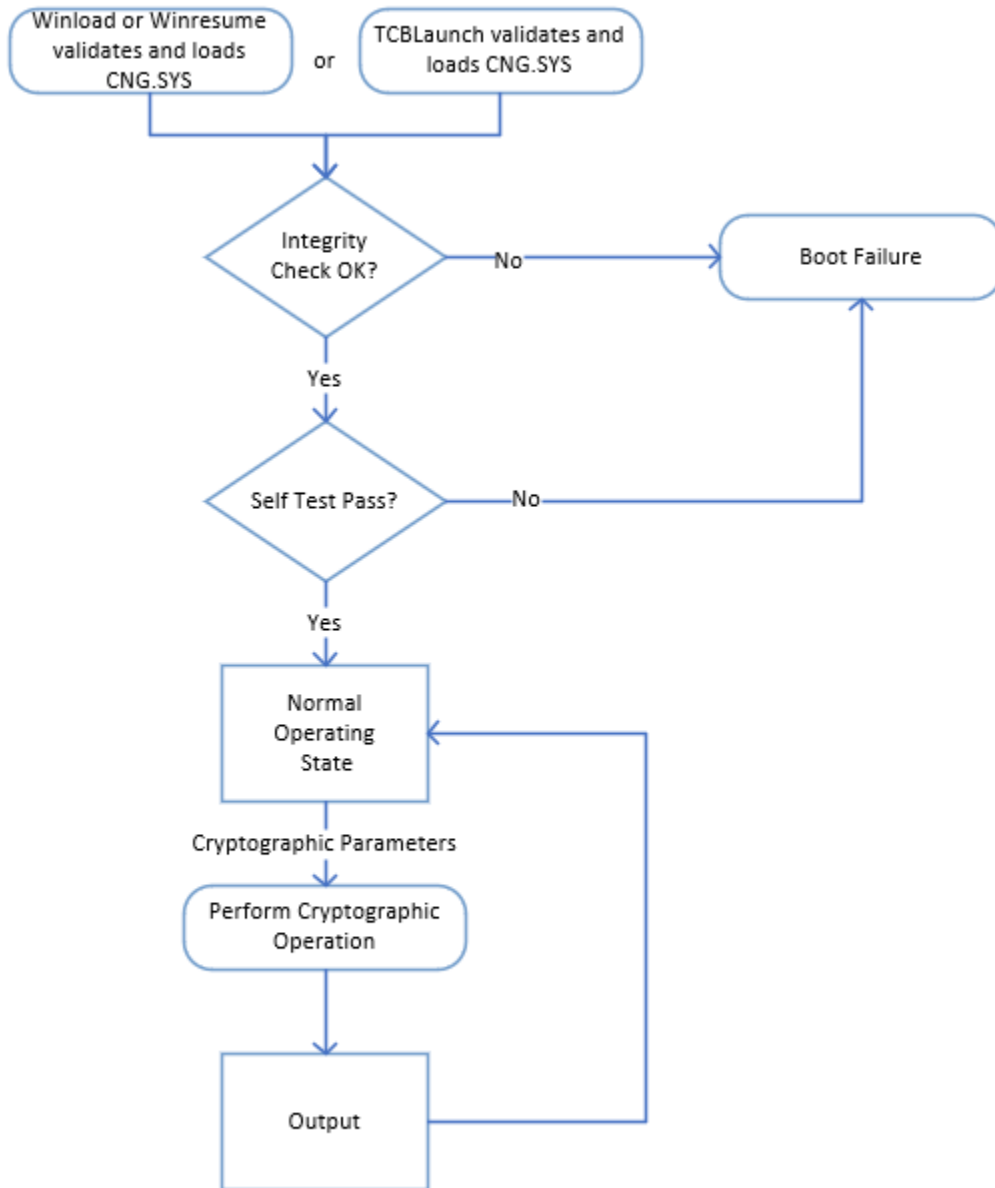 Winload or Winresume
validates and loads
CNG.SYS
or
TCBLaunch validates and
loads CNG.SYS
Integrity
Check OK?
No
Boot Failure
Yes
Self Test Pass?
No
Yes
Normal
Operating
State
Cryptographic Parameters
Perform Cryptographic
Operation
Output